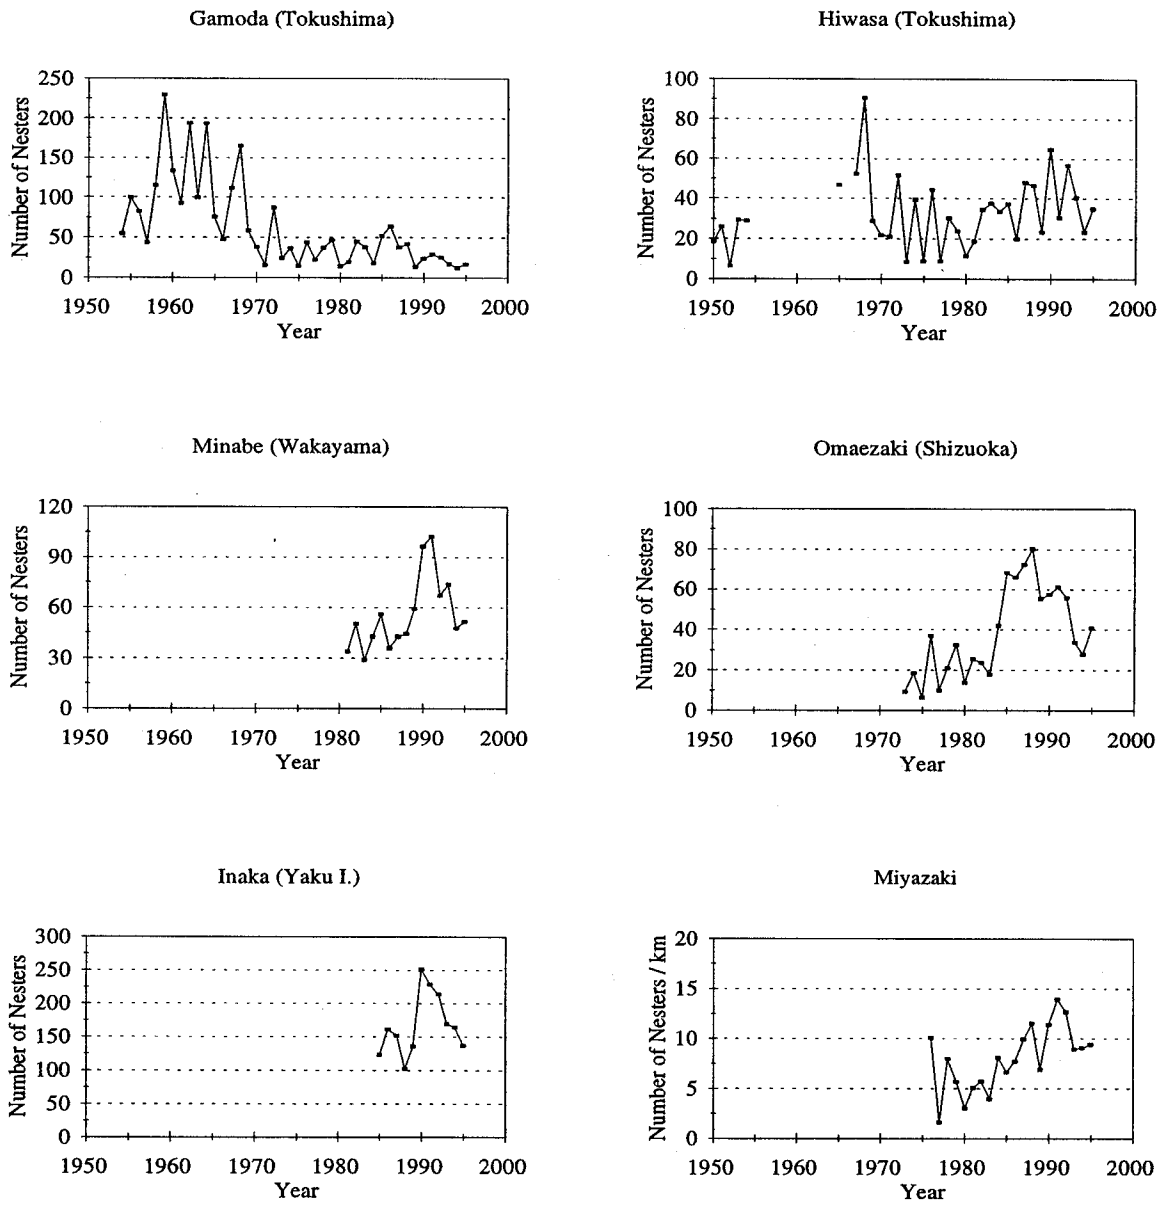 Gamoda (Tokushima)
Number of Nesters
250
200
150
100
50
0
1950 1960 1970 1980 1990 2000
Year
Hiwasa (Tokushima)
Number of Nesters
100
80
60
40
20
0
1950 1960 1970 1980 1990 2000
Year
Minabe (Wakayama)
Number of Nesters
120
90
60
30
0
1950 1960 1970 1980 1990 2000
Year
Omaezaki (Shizuoka)
Number of Nesters
100
80
60
40
20
0
1950 1960 1970 1980 1990 2000
Year
Inaka (Yaku I.)
Number of Nesters
300
250
200
150
100
50
0
1950 1960 1970 1980 1990 2000
Year
Miyazaki
Number of Nesters / km
20
15
10
5
0
1950 1960 1970 1980 1990 2000
Year